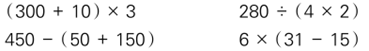 (300 + 10) × 3    280 ÷ (4 × 2)
450 − (50 + 150)    6 × (31 − 15)